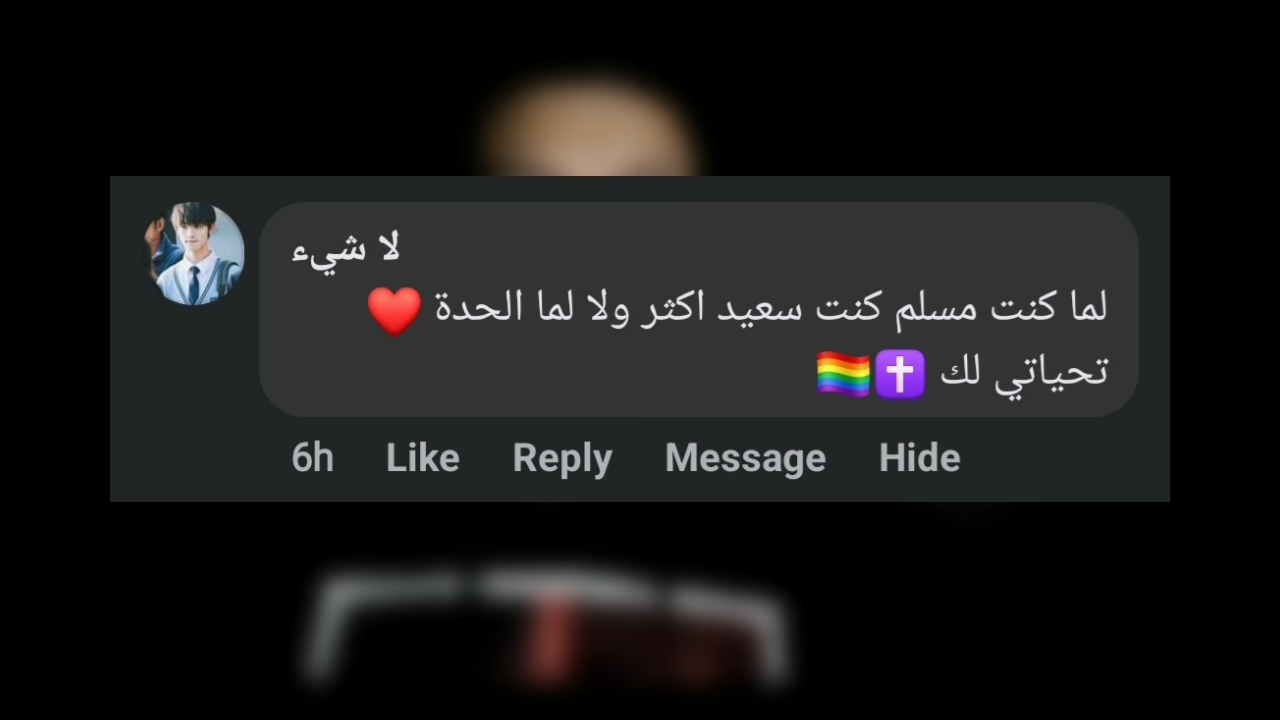 لا شيء
لما كنت مسلم كنت سعيد اكثر ولا لما الحدة ❤️
تحياتي لك ✝️🏳️‍🌈
6h Like Reply Message Hide